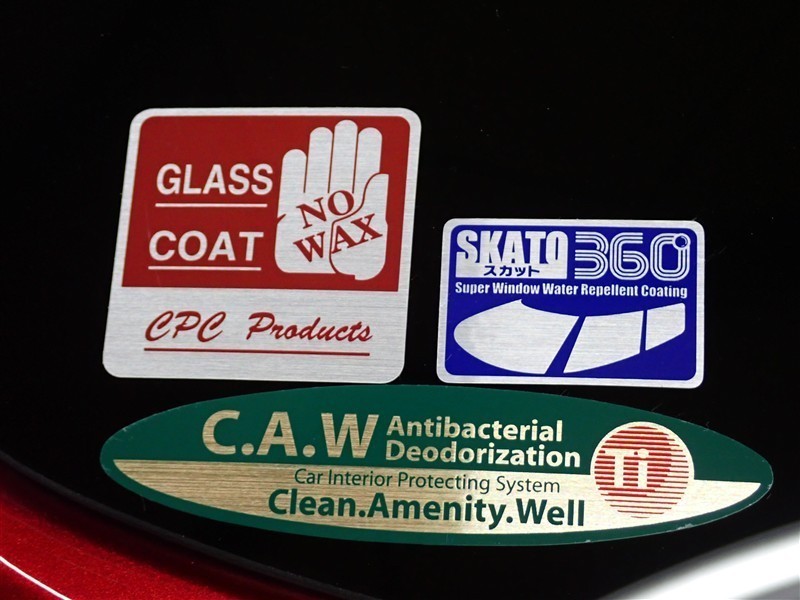 GLASS
COAT
NO
WAX
CPC Products
SKATO 360°
スカット
Super Window Water Repellent Coating
C.A.W Antibacterial
Deodorization
Ti
Car Interior Protecting System
Clean.Amenity.Well